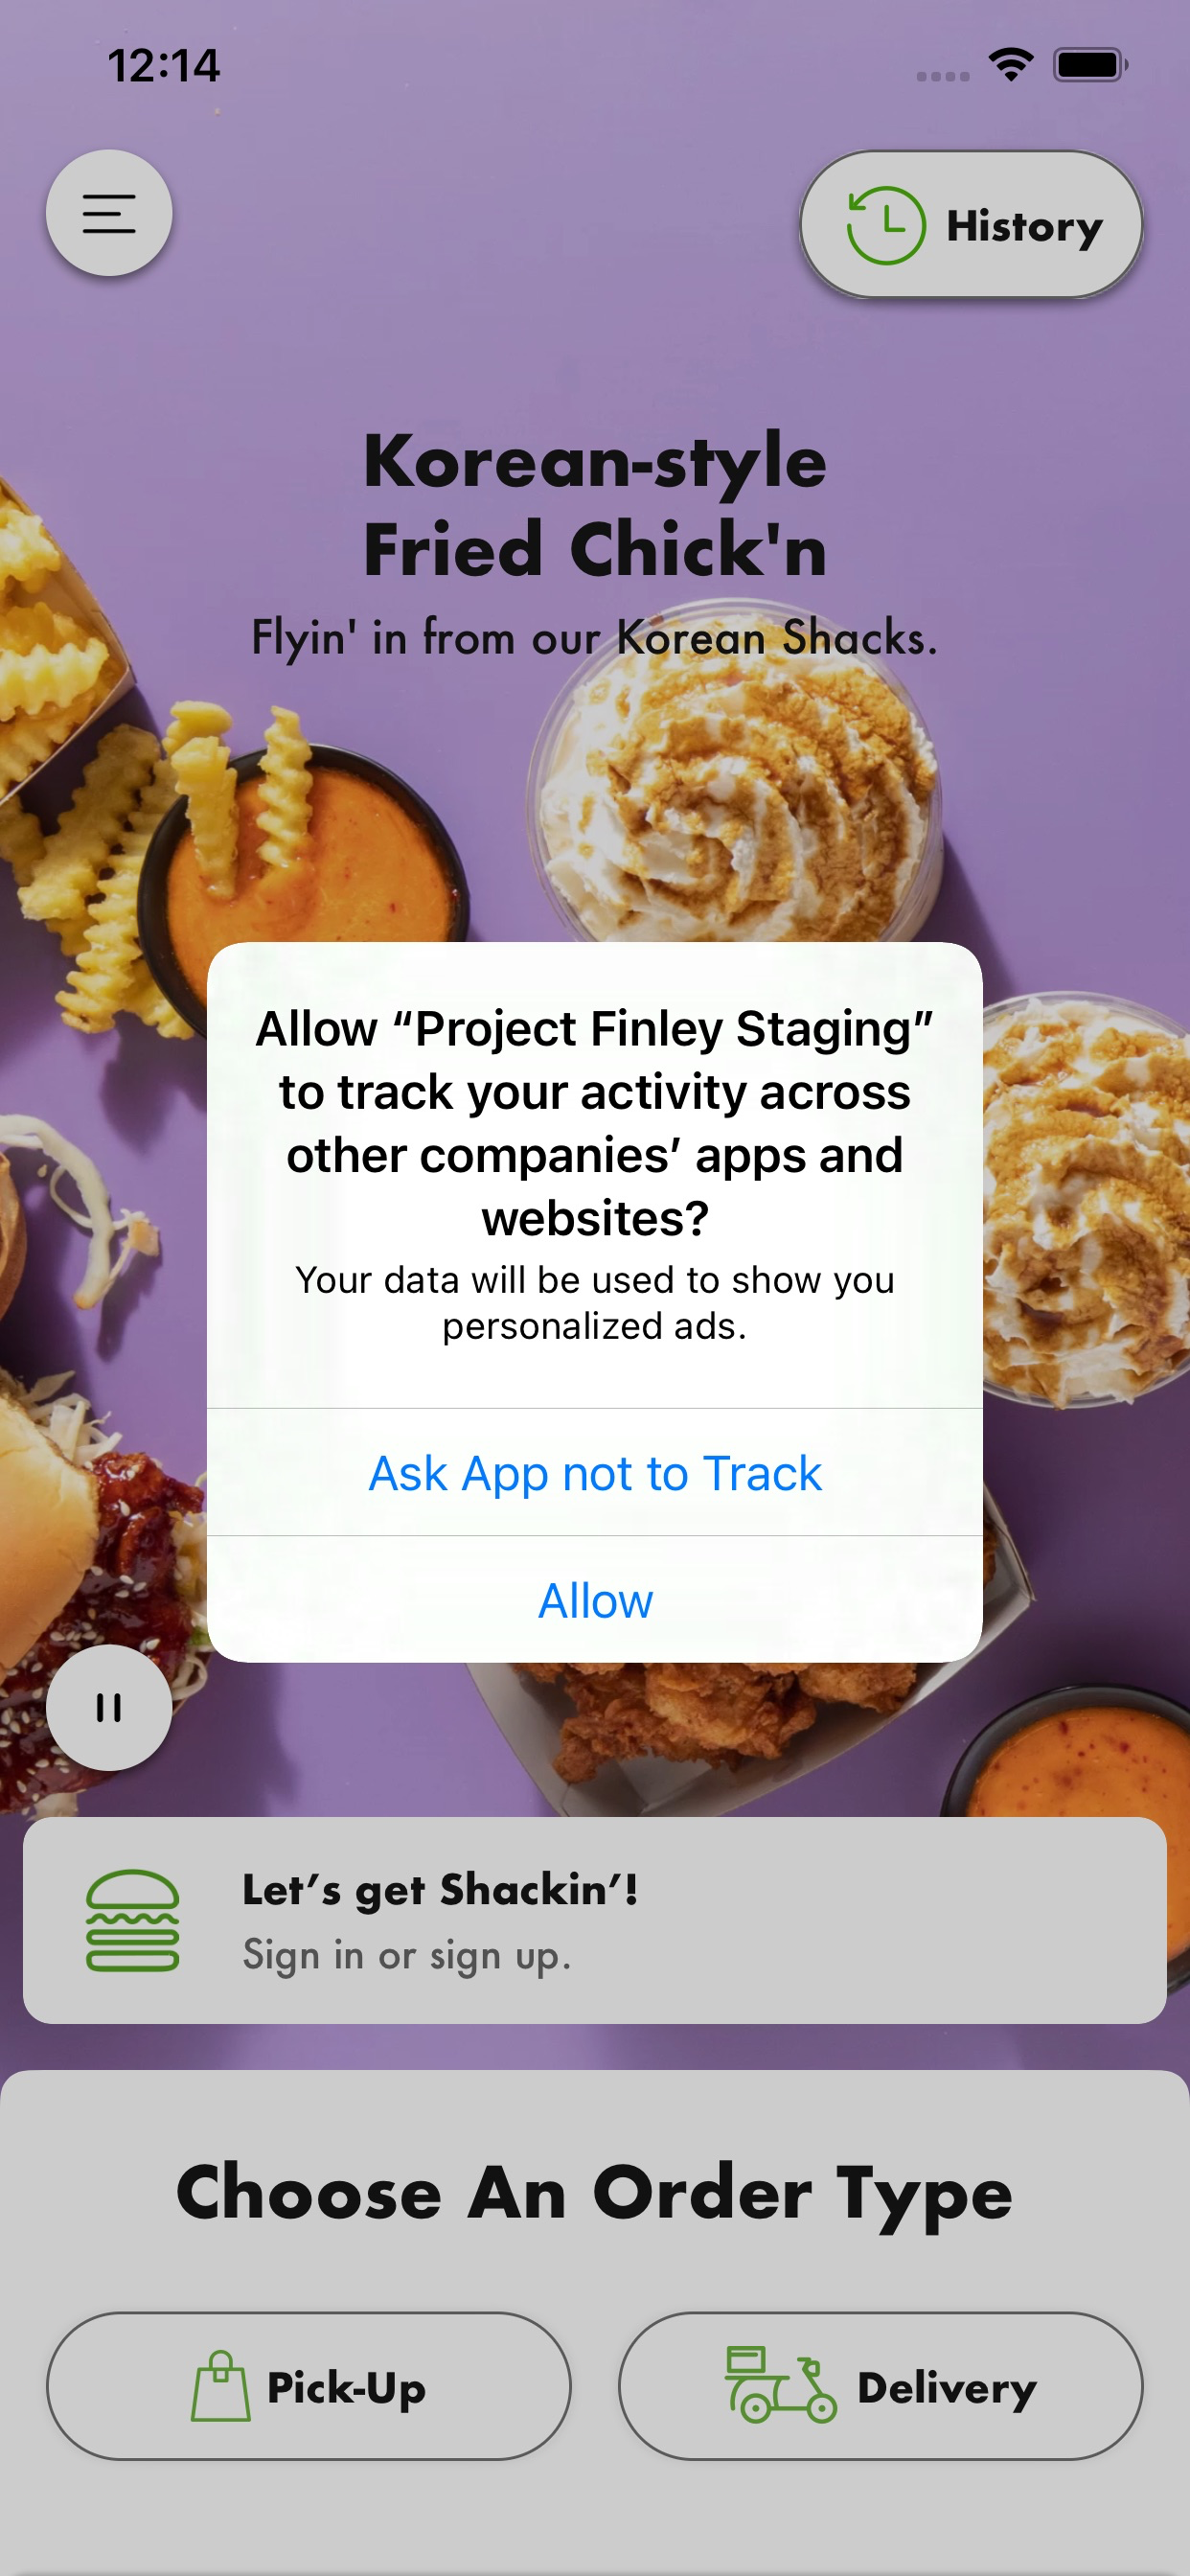 12:14
History
Korean-style
Fried Chick'n
Flyin' in from our Korean Shacks.
Allow “Project Finley Staging”
to track your activity across
other companies’ apps and
websites?
Your data will be used to show you
personalized ads.
Ask App not to Track
Allow
Let’s get Shackin’!
Sign in or sign up.
Choose An Order Type
Pick-Up
Delivery